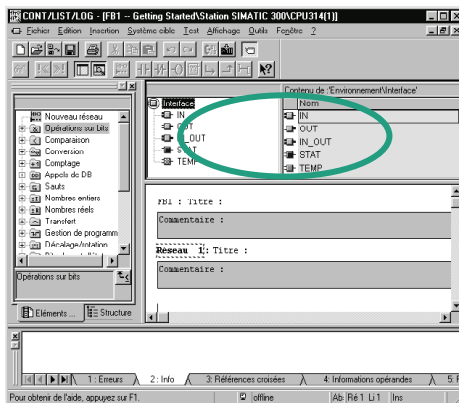 CONT/LIST/LOG - [FB1 -- Getting Started\Station SIMATIC 300\CPU314(1)]
Fichier Edition Insertion Système cible Test Affichage Outils Fenêtre ?
Contenu de :'Environnement\Interface'
Interface
IN
OUT
IN_OUT
STAT
TEMP
Nom
IN
OUT
IN_OUT
STAT
TEMP
Nouveau réseau
Opérations sur bits
Comparaison
Conversion
Comptage
Appels de DB
Sauts
Nombres entiers
Nombres réels
Transfert
Gestion de programm
Décalage/rotation
Opérations sur bits
Eléments ... Structure
FB1 : Titre :
Commentaire :
Réseau 1: Titre :
Commentaire :
1 : Erreurs 2 : Info 3: Références croisées 4: Informations opérandes 5: F
Pour obtenir de l'aide, appuyez sur F1. offline Ab: Ré 1 Li 1 Ins